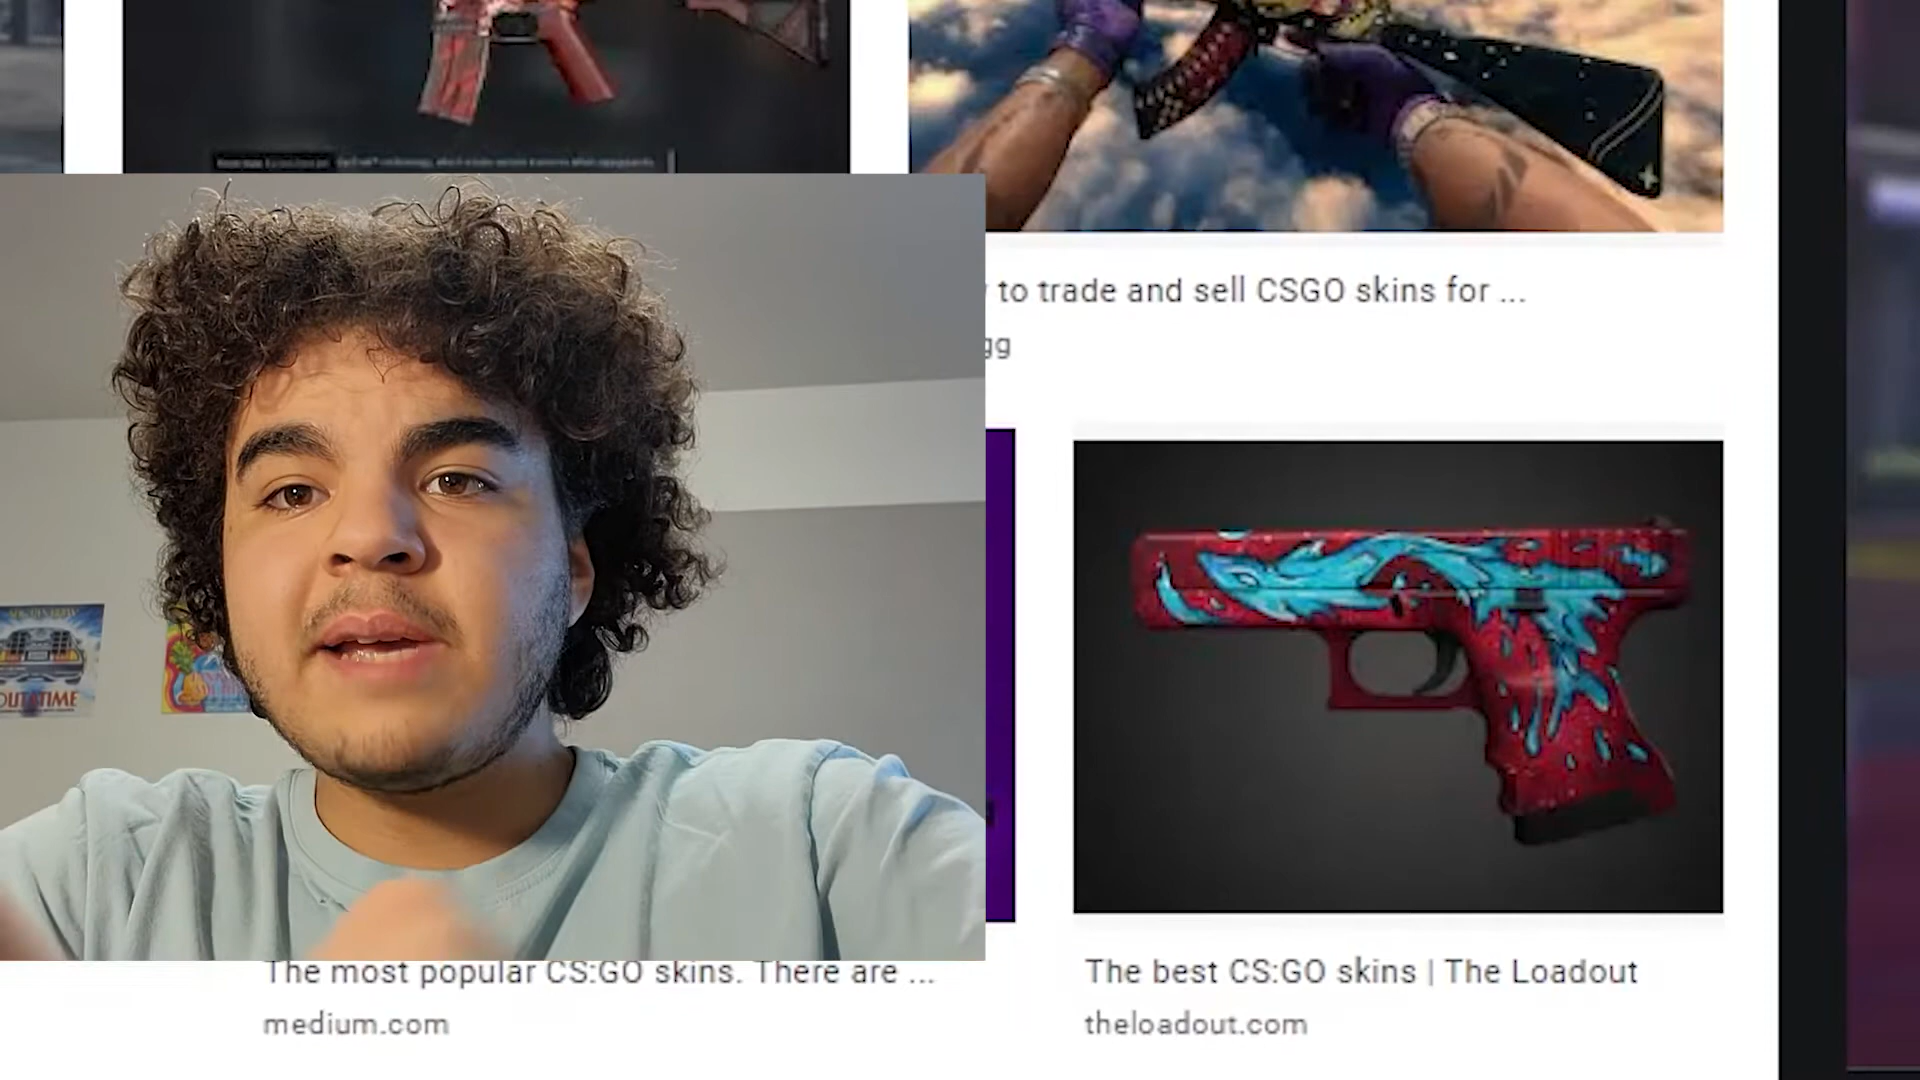 to trade and sell CSGO skins for ...
gg
OUTATIME
The most popular CS:GO skins. There are ...
medium.com
The best CS:GO skins | The Loadout
theloadout.com